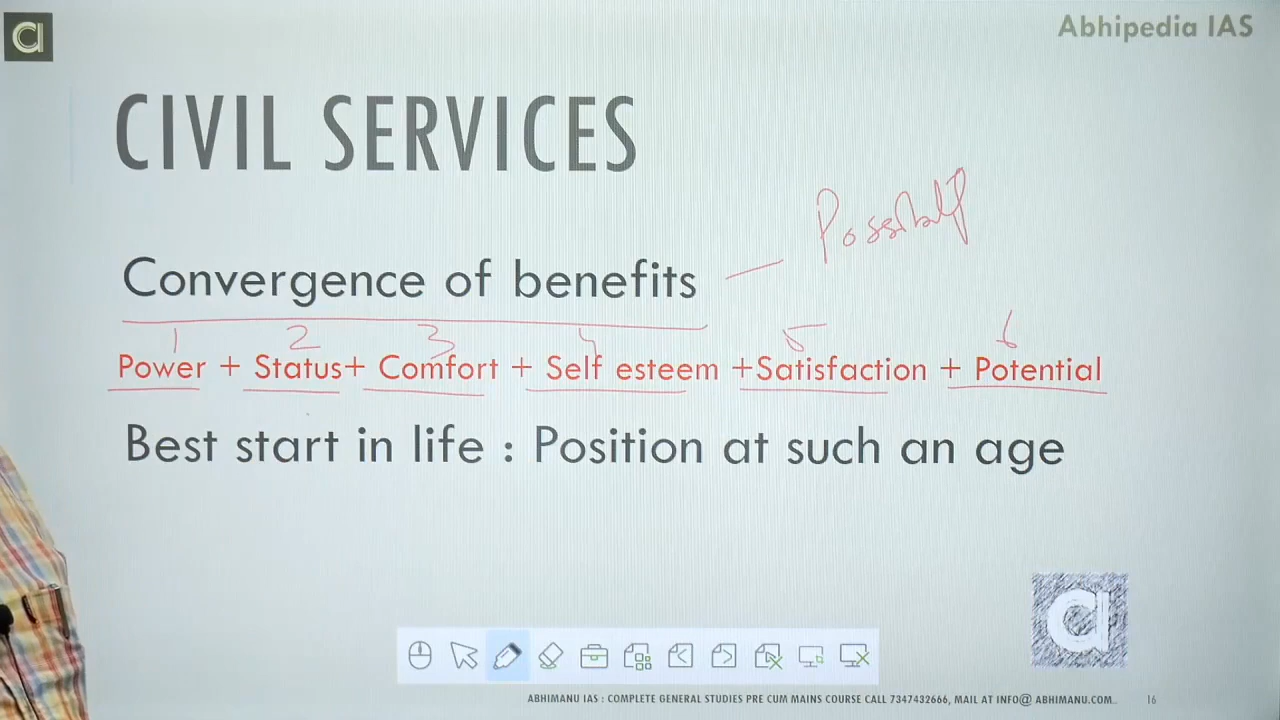 Abhipedia IAS
CIVIL SERVICES
Convergence of benefits —
1 2 3 4 5 6
Power + Status+ Comfort + Self esteem +Satisfaction + Potential
Best start in life : Position at such an age
ABHIMANU IAS : COMPLETE GENERAL STUDIES PRE CUM MAINS COURSE CALL 7347432666, MAIL AT INFO@ ABHIMANU.COM..
16